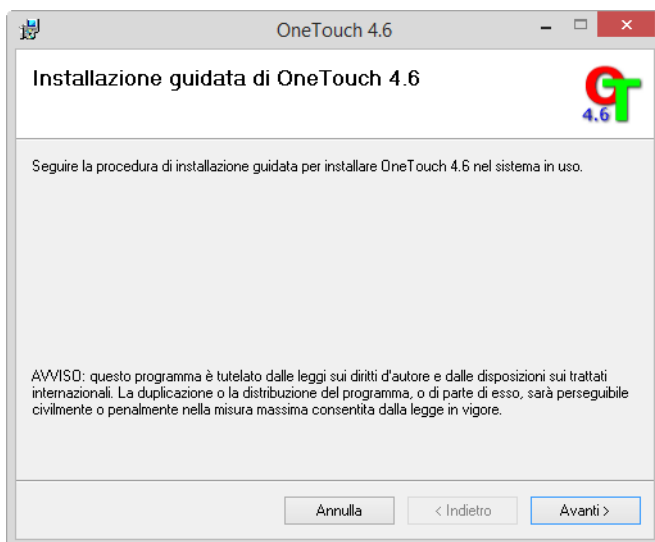 OneTouch 4.6
Installazione guidata di OneTouch 4.6
OT
4.6
Seguire la procedura di installazione guidata per installare OneTouch 4.6 nel sistema in uso.
AVVISO: questo programma è tutelato dalle leggi sui diritti d'autore e dalle disposizioni sui trattati
internazionali. La duplicazione o la distribuzione del programma, o di parte di esso, sarà perseguibile
civilmente o penalmente nella misura massima consentita dalla legge in vigore.
Annulla
< Indietro
Avanti >